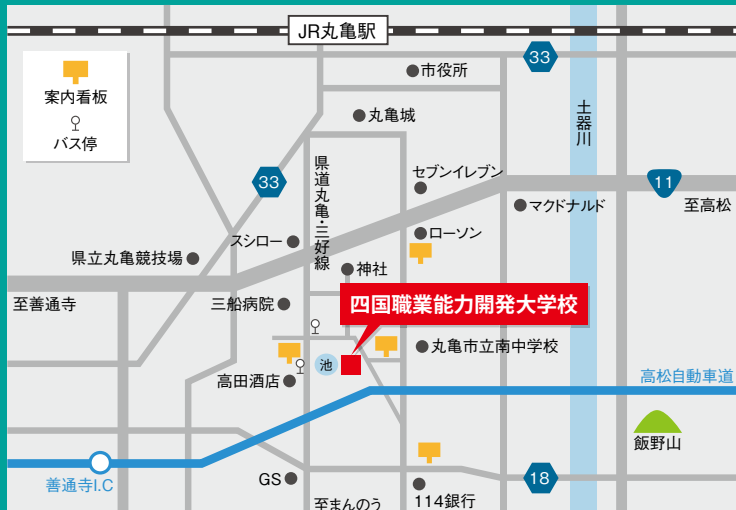 JR丸亀駅
33
案内看板
バス停
市役所
丸亀城
土器川
県道丸亀・三好線
33
セブンイレブン
11
マクドナルド
至高松
スシロー
ローソン
県立丸亀競技場
神社
至善通寺
三船病院
四国職業能力開発大学校
丸亀市立南中学校
池
高田酒店
高松自動車道
飯野山
善通寺I.C
GS
18
至まんのう
114銀行